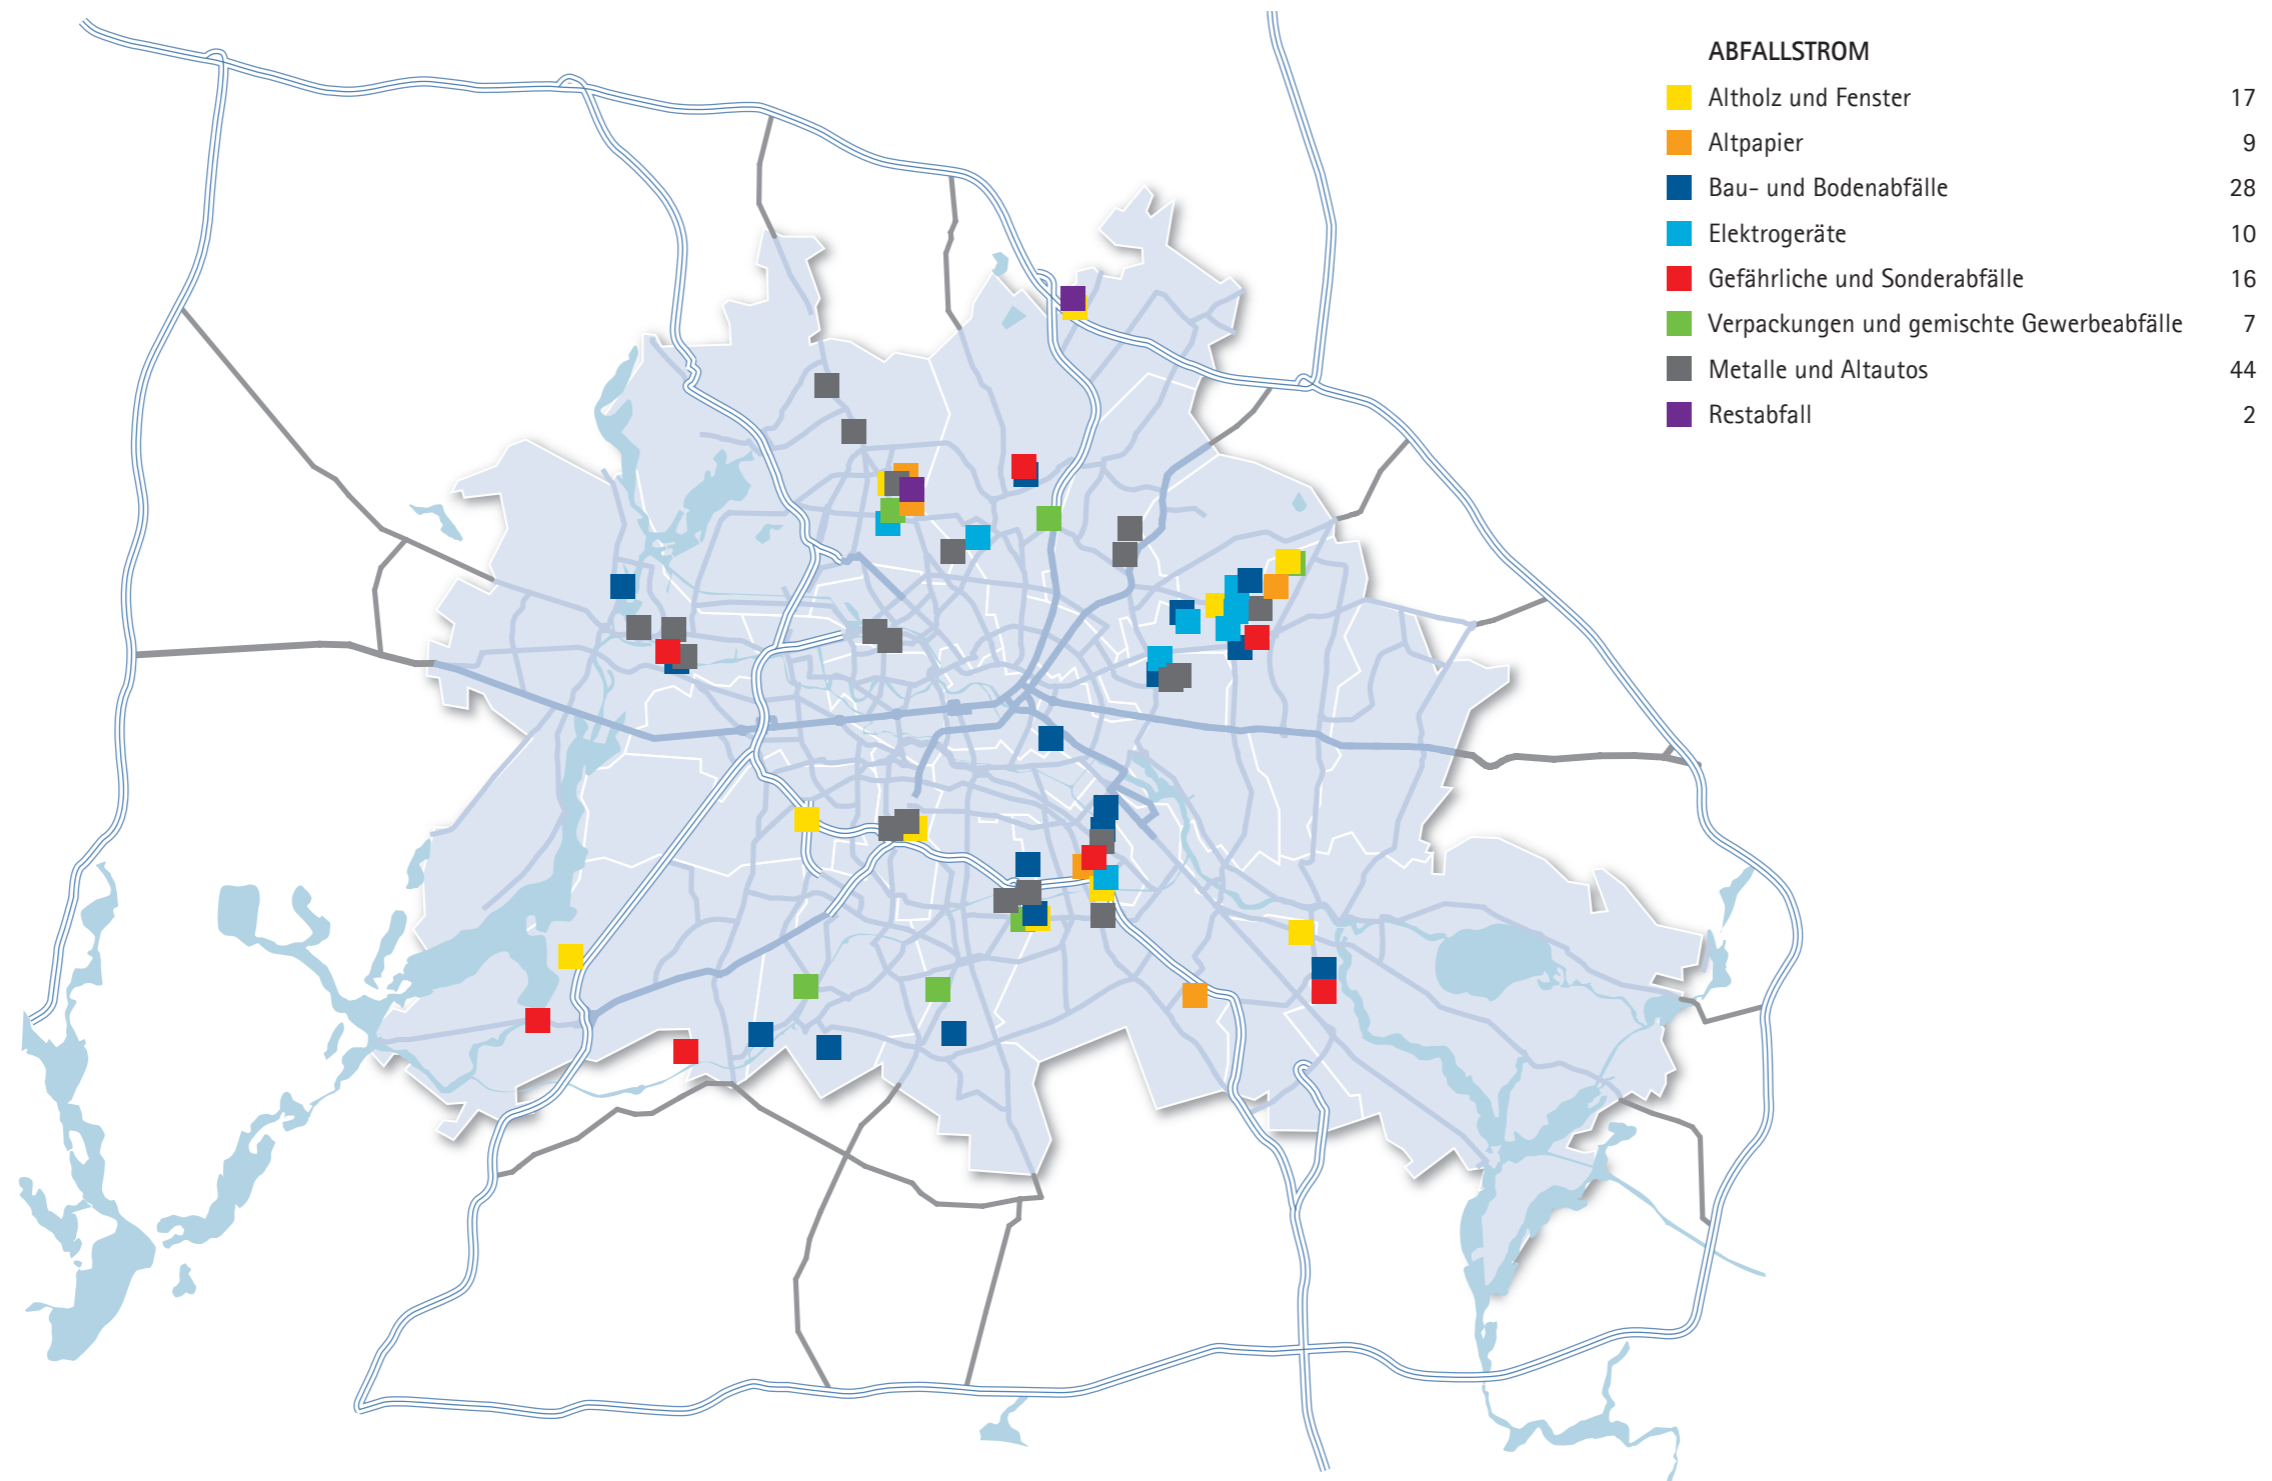 ABFALLSTROM
Altholz und Fenster 17
Altpapier 9
Bau- und Bodenabfälle 28
Elektrogeräte 10
Gefährliche und Sonderabfälle 16
Verpackungen und gemischte Gewerbeabfälle 7
Metalle und Altautos 44
Restabfall 2